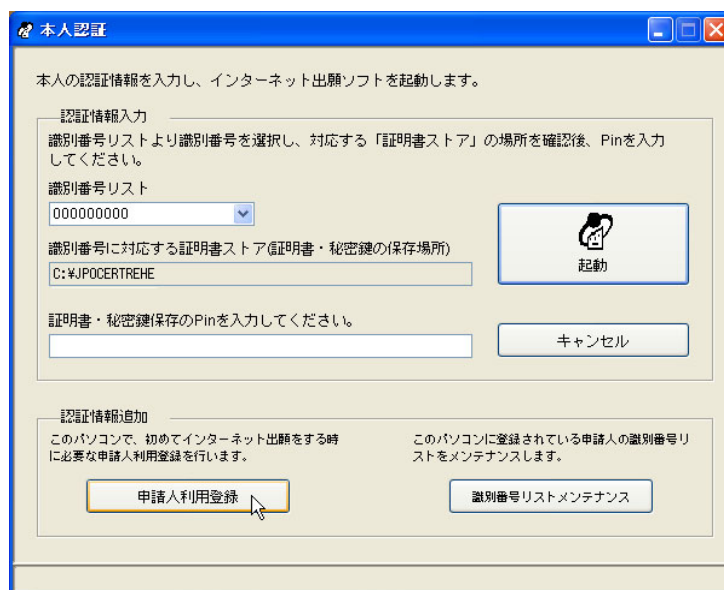 本人認証
本人の認証情報を入力し、インターネット出願ソフトを起動します。
認証情報入力
識別番号リストより識別番号を選択し、対応する「証明書ストア」の場所を確認後、Pinを入力
してください。
識別番号リスト
000000000
識別番号に対応する証明書ストア(証明書・秘密鍵の保存場所)
C:¥JPOCERTREHE
起動
証明書・秘密鍵保存のPinを入力してください。
キャンセル
認証情報追加
このパソコンで、初めてインターネット出願をする時
に必要な申請人利用登録を行います。
申請人利用登録
このパソコンに登録されている申請人の識別番号リ
ストをメンテナンスします。
識別番号リストメンテナンス